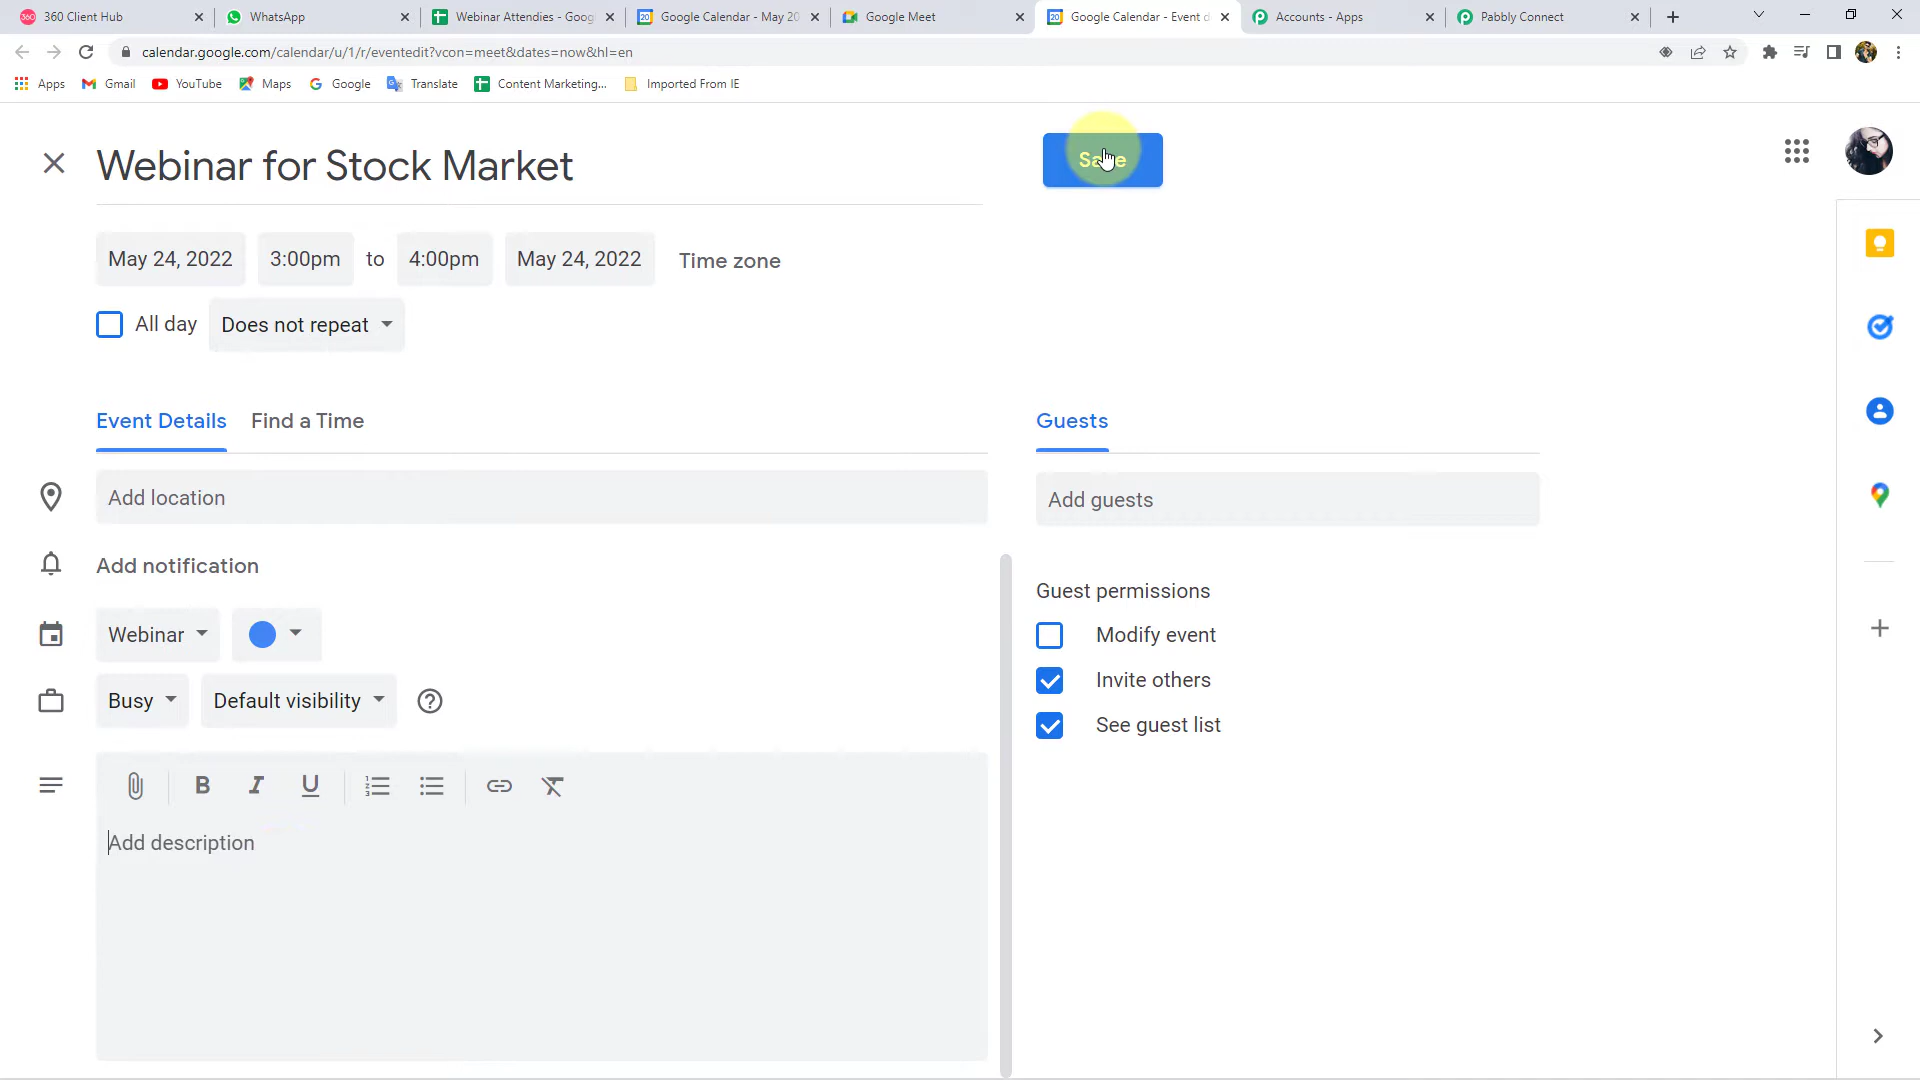 360 Client Hub
WhatsApp
Webinar Attendies - Goog
Google Calendar - May 20
Google Meet
Google Calendar - Event d
Accounts - Apps
Pabbly Connect
calendar.google.com/calendar/u/1/r/eventedit?vcon=meet&dates=now&hl=en
Apps
Gmail
YouTube
Maps
Google
Translate
Content Marketing...
Imported From IE
Webinar for Stock Market
Save
May 24, 2022
3:00pm
to
4:00pm
May 24, 2022
Time zone
All day
Does not repeat
Event Details
Find a Time
Guests
Add location
Add guests
Add notification
Guest permissions
Webinar
Modify event
Invite others
Busy
Default visibility
See guest list
Add description